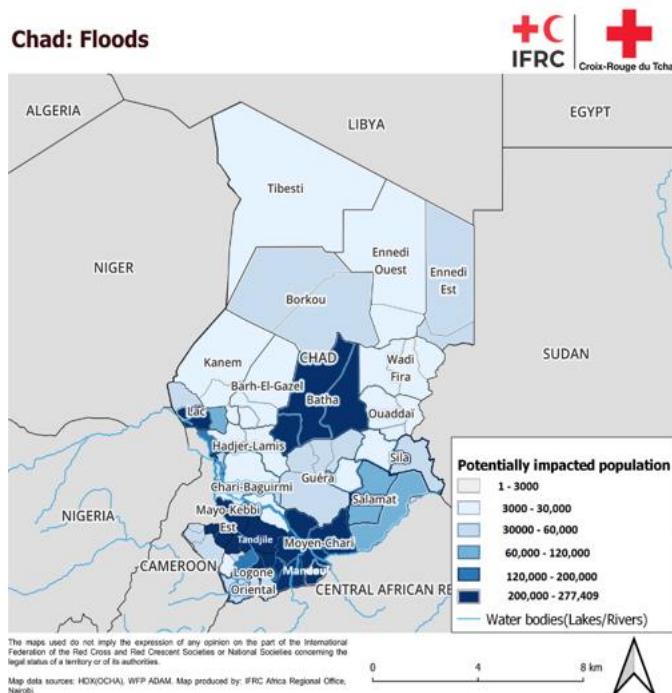 Chad: Floods
IFRC
Croix-Rouge du Tcha
ALGERIA
LIBYA
EGYPT
Tibesti
Ennedi
Ouest
Ennedi
Est
NIGER
Borkou
SUDAN
Kanem
CHAD
Wadi
Fira
Barh-El-Gazel
Batha
Ouaddaï
Lac
Hadjer-Lamis
Sila
Guéra
Chari-Baguirmi
Salamat
NIGERIA
Mayo-Kebbi
Est
Tandjile
Moyen-Chari
CAMEROON
Logone
Oriental
Mandoul
CENTRAL AFRICAN RE
Potentially impacted population
1 - 3000
3000 - 30,000
30000 - 60,000
60,000 - 120,000
120,000 - 200,000
200,000 - 277,409
Water bodies(Lakes/Rivers)
The maps used do not imply the expression of any opinion on the part of the International
Federation of the Red Cross and Red Crescent Societies or National Societies concerning the
legal status of a territory or of its authorities.
Map data sources: HDX(OCHA), WFP ADAM. Map produced by: IFRC Africa Regional Office,
Nairobi.
0 4 8 km